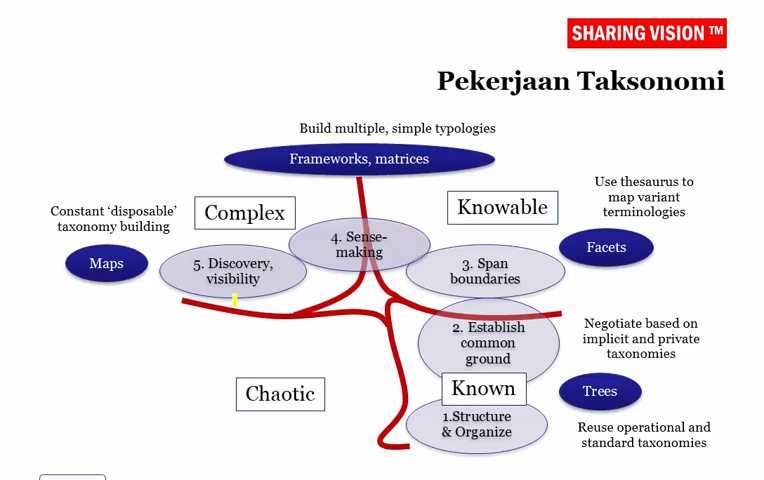 SHARING VISION ™
Pekerjaan Taksonomi
Build multiple, simple typologies
Frameworks, matrices
Use thesaurus to
map variant
terminologies
Constant ‘disposable’
taxonomy building
Complex
Knowable
4. Sense-
making
Maps
5. Discovery,
visibility
3. Span
boundaries
Facets
2. Establish
common
ground
Negotiate based on
implicit and private
taxonomies
Chaotic
Known
Trees
1.Structure
& Organize
Reuse operational and
standard taxonomies